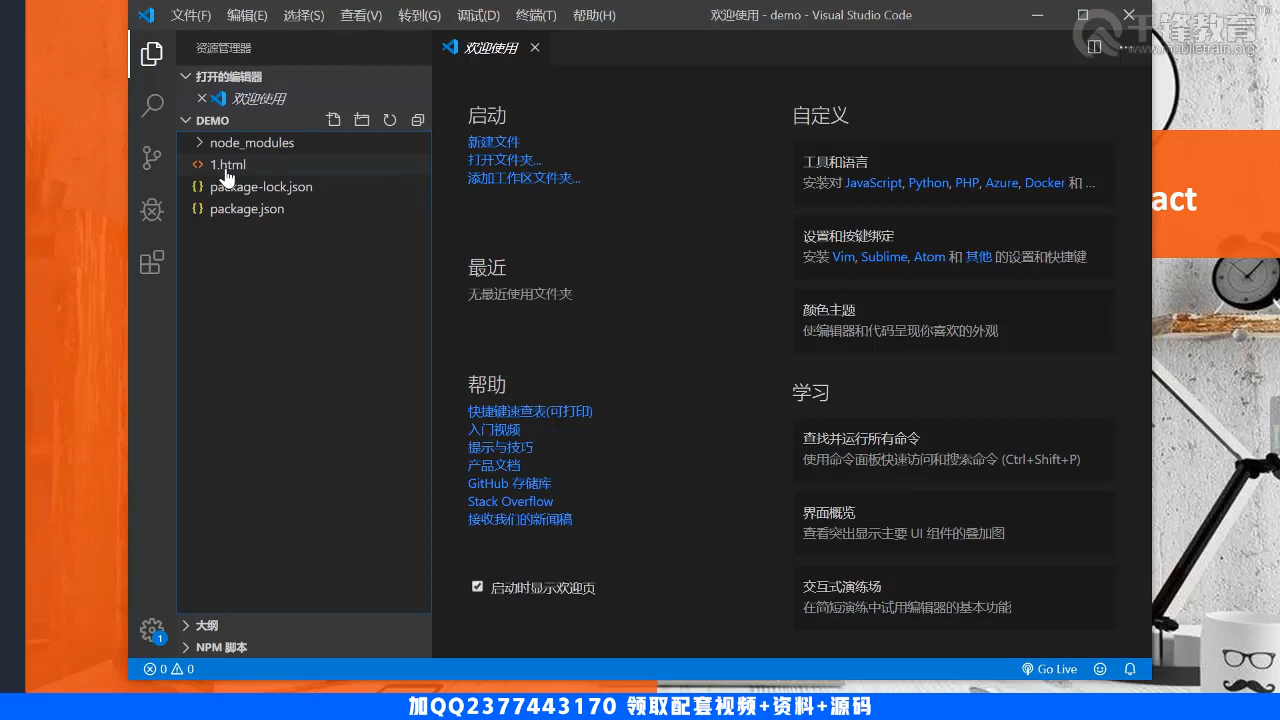 文件(F) 编辑(E) 选择(S) 查看(V) 转到(G) 调试(D) 终端(T) 帮助(H) 欢迎使用 - demo - Visual Studio Code
千锋教育
www.mobiletrain.org
资源管理器
欢迎使用
打开的编辑器
欢迎使用
DEMO
node_modules
1.html
package-lock.json
package.json
大纲
NPM 脚本
启动
新建文件
打开文件夹...
添加工作区文件夹...
最近
无最近使用文件夹
帮助
快捷键速查表(可打印)
入门视频
提示与技巧
产品文档
GitHub 存储库
Stack Overflow
接收我们的新闻稿
启动时显示欢迎页
自定义
工具和语言
安装对 JavaScript, Python, PHP, Azure, Docker 和 ...
设置和按键绑定
安装 Vim, Sublime, Atom 和 其他 的设置和快捷键
颜色主题
使编辑器和代码呈现你喜欢的外观
学习
查找并运行所有命令
使用命令面板快速访问和搜索命令 (Ctrl+Shift+P)
界面概览
查看突出显示主要 UI 组件的叠加图
交互式演练场
在简短演练中试用编辑器的基本功能
act
1
0 0 Go Live
加QQ2377443170 领取配套视频+资料+源码